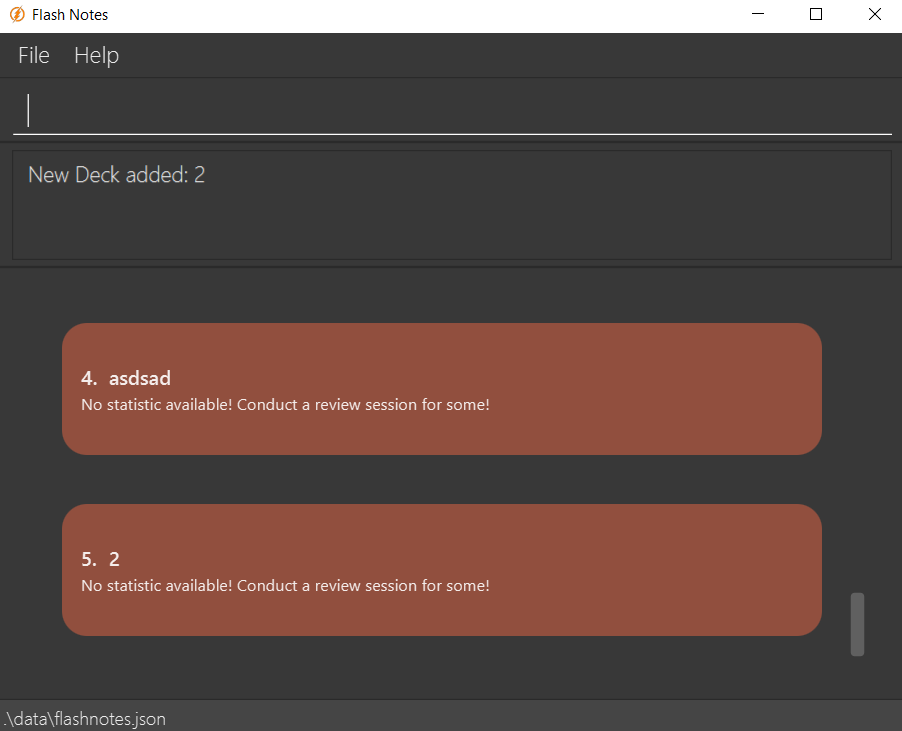 Flash Notes
File Help
New Deck added: 2
4. asdsad
No statistic available! Conduct a review session for some!
5. 2
No statistic available! Conduct a review session for some!
.\data\flashnotes.json